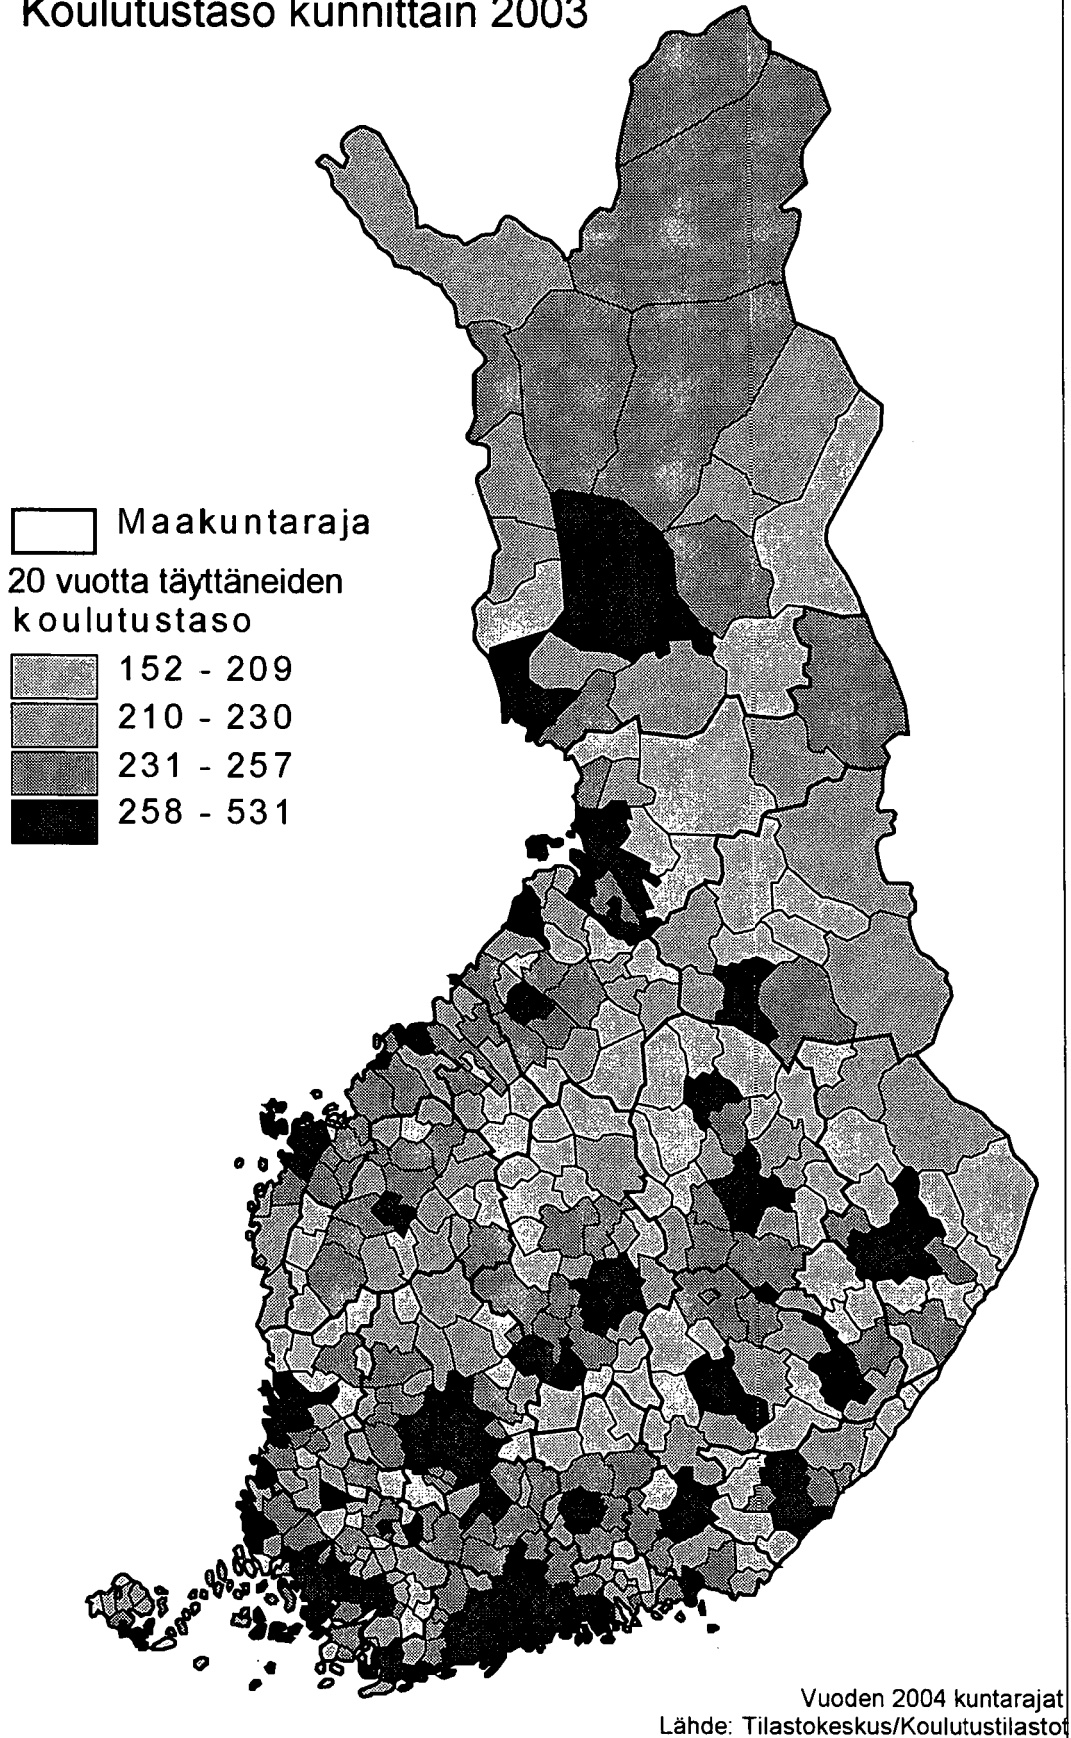 Koulutustaso kunnittain 2003
Maakuntaraja
20 vuotta täyttäneiden
koulutustaso
152 - 209
210 - 230
231 - 257
258 - 531
Vuoden 2004 kuntarajat
Lähde: Tilastokeskus/Koulutustilastot